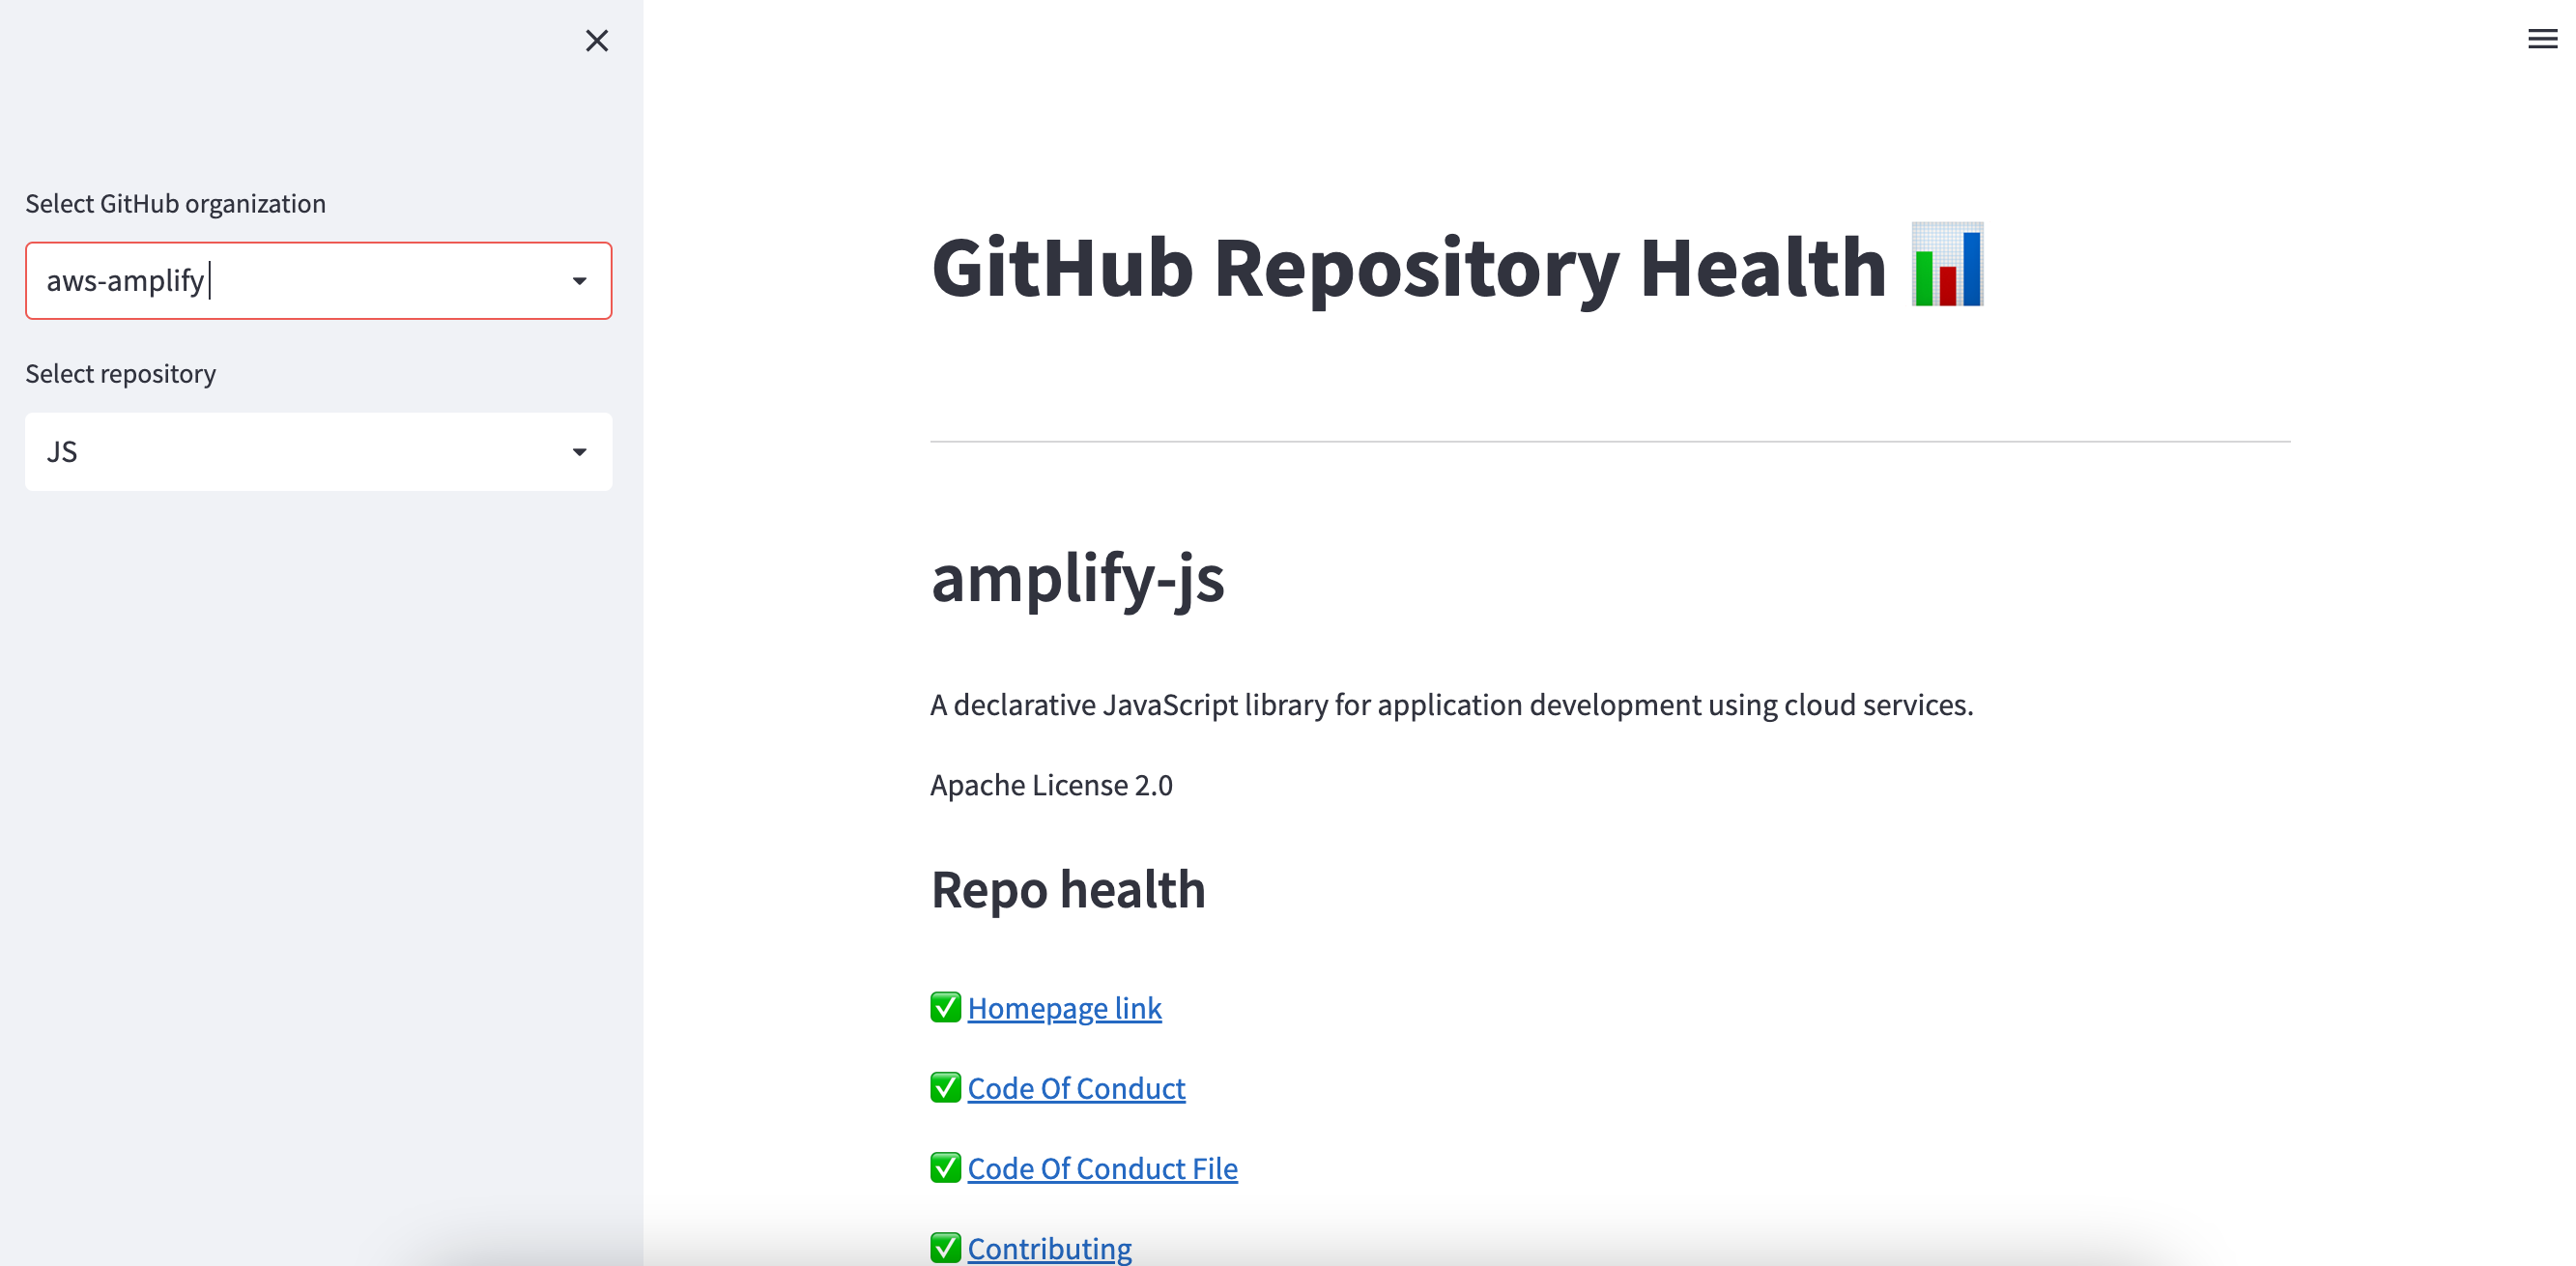 Select GitHub organization
aws-amplify
Select repository
JS
GitHub Repository Health
amplify-js
A declarative JavaScript library for application development using cloud services.
Apache License 2.0
Repo health
Homepage link
Code Of Conduct
Code Of Conduct File
Contributing